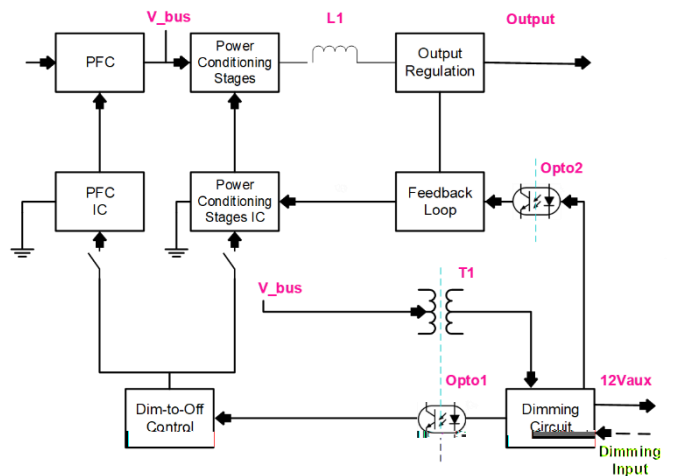 V_bus
L1
Output
PFC
Power
Conditioning
Stages
Output
Regulation
PFC
IC
Power
Conditioning
Stages IC
Feedback
Loop
Opto2
V_bus
T1
Opto1
12Vaux
Dim-to-Off
Control
Dimming
Circuit
Dimming
Input